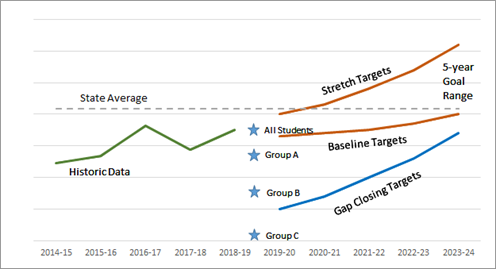 Stretch Targets
5-year
Goal
Range
State Average
All Students
Baseline Targets
Group A
Historic Data
Gap Closing Targets
Group B
Group C
2014-15 2015-16 2016-17 2017-18 2018-19 2019-20 2020-21 2021-22 2022-23 2023-24